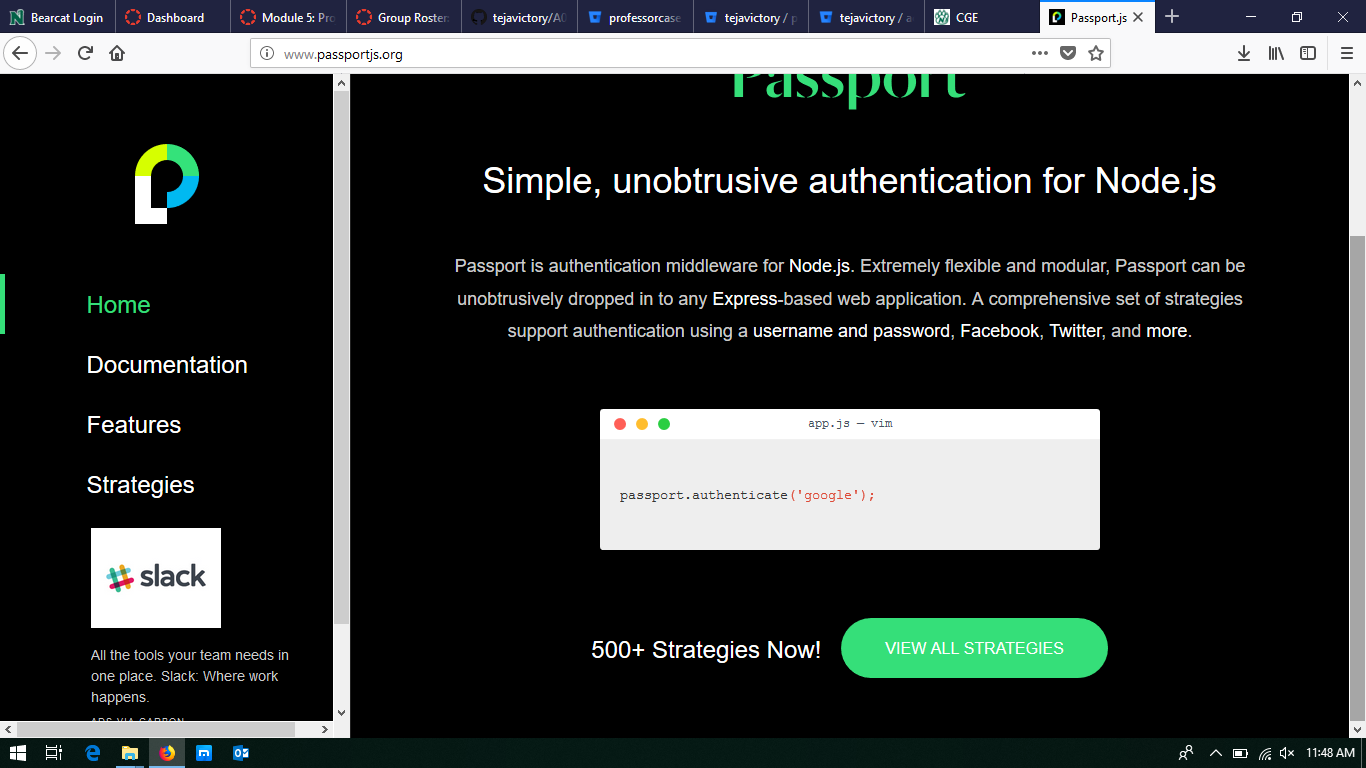 Bearcat Login
Dashboard
Module 5: Pro
Group Roster:
tejavictory/A0
professorcase
tejavictory / p
tejavictory / a
CGE
Passport.js
www.passportjs.org
Home
Documentation
Features
Strategies
slack
All the tools your team needs in
one place. Slack: Where work
happens.
ADS VIA CARBON
Passport
Simple, unobtrusive authentication for Node.js
Passport is authentication middleware for Node.js. Extremely flexible and modular, Passport can be
unobtrusively dropped in to any Express-based web application. A comprehensive set of strategies
support authentication using a username and password, Facebook, Twitter, and more.
app.js — vim
passport.authenticate('google');
500+ Strategies Now!
VIEW ALL STRATEGIES
11:48 AM